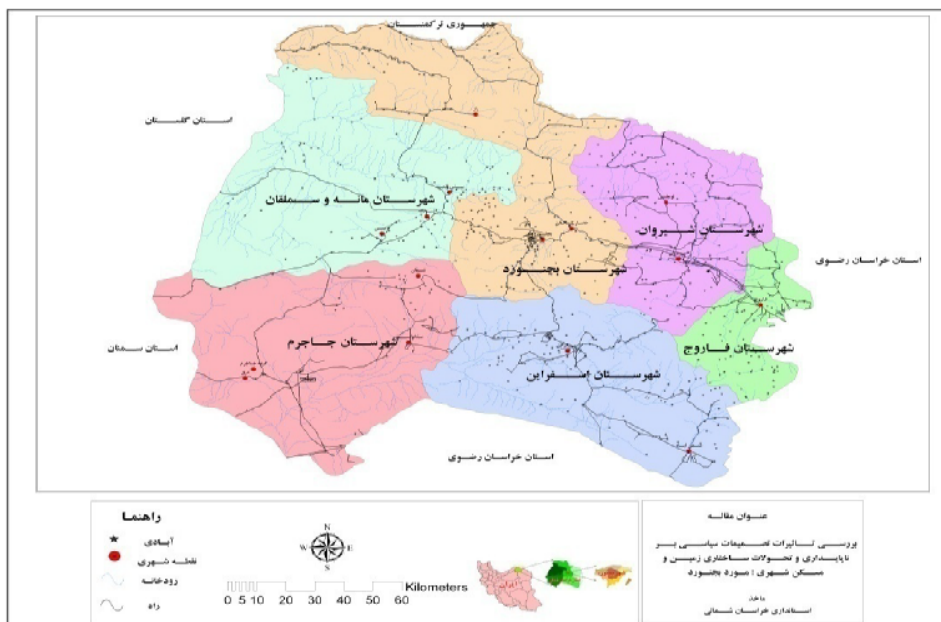 جمهوری ترکمنستان
استان گلستان
شهرستان مانه و سملقان
شهرستان شیروان
شهرستان بجنورد
استان خراسان رضوی
استان سمنان
شهرستان جاجرم
شهرستان فاروج
شهرستان اسفراین
استان خراسان رضوی
راهنما
آبادی
نقطه شهری
رودخانه
راه
N
W E
S
Kilometers
0 5 10 20 30 40 50 60
عنوان مقاله
بررسی تاثیرات تصمیمات سیاسی بر
ناپایداری و تحولات ساختاری زمین و
مسکن شهری : مورد بجنورد
استانداری خراسان شمالی